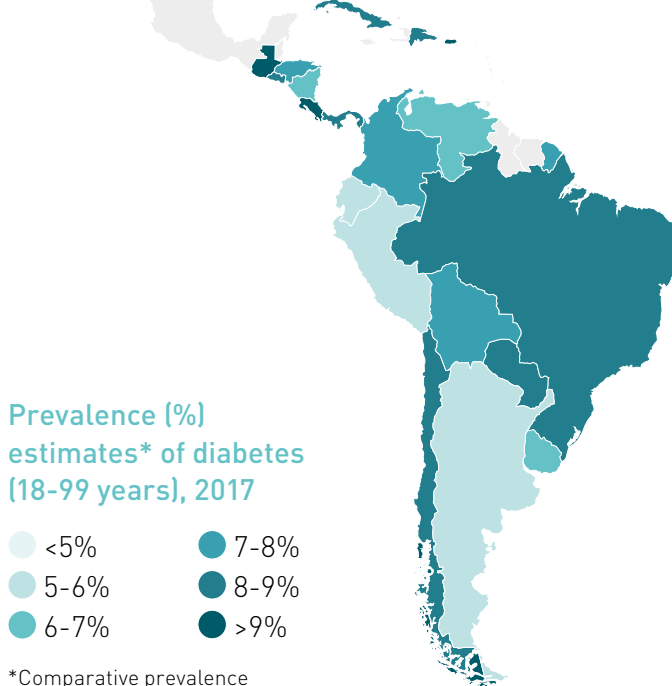 Prevalence (%)
estimates* of diabetes
(18-99 years), 2017
<5%
5-6%
6-7%
7-8%
8-9%
>9%
*Comparative prevalence